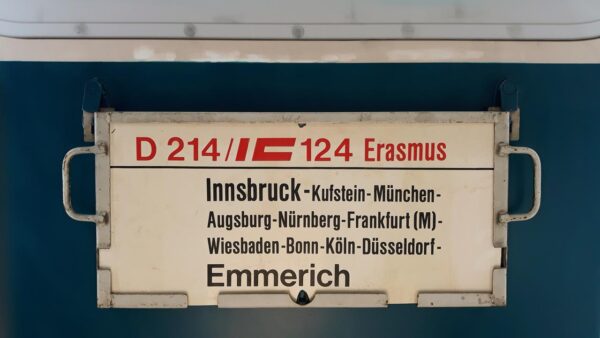 D 214/IC 124 Erasmus
Innsbruck-Kufstein-München-
Augsburg-Nürnberg-Frankfurt (M)-
Wiesbaden-Bonn-Köln-Düsseldorf-
Emmerich